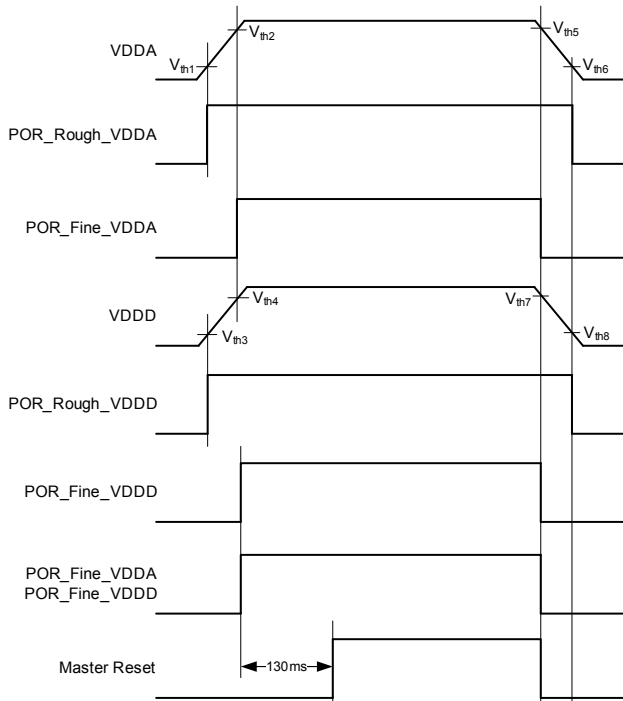 VDDA
Vth1
Vth2
Vth5
Vth6
POR_Rough_VDDA
POR_Fine_VDDA
VDDD
Vth3
Vth4
Vth7
Vth8
POR_Rough_VDDD
POR_Fine_VDDD
POR_Fine_VDDA
POR_Fine_VDDD
Master Reset
130ms